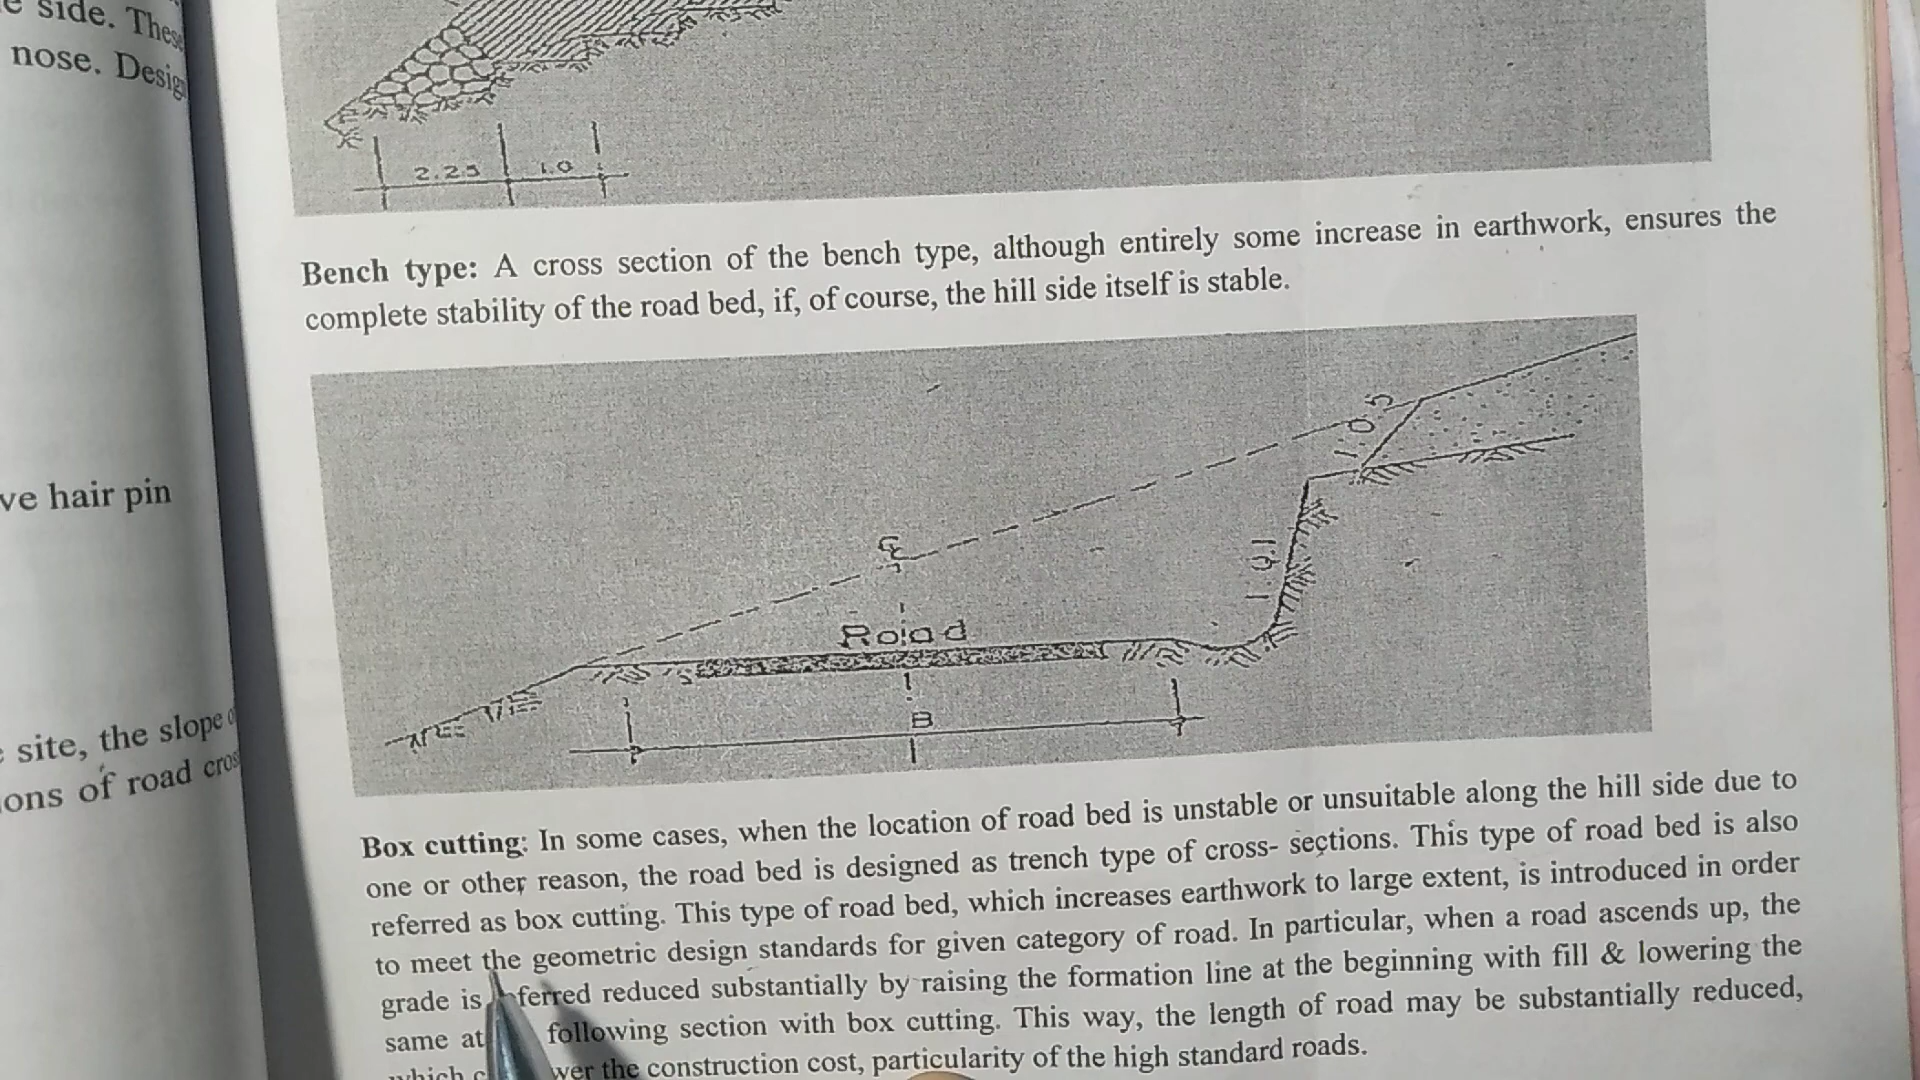 e side. These
nose. Design
ve hair pin
site, the slope
ons of road cros
2.25 1.0
Bench type: A cross section of the bench type, although entirely some increase in earthwork, ensures the
complete stability of the road bed, if, of course, the hill side itself is stable.
1:0.5
1:6.1
Road
B
Box cutting: In some cases, when the location of road bed is unstable or unsuitable along the hill side due to
one or other reason, the road bed is designed as trench type of cross- sections. This type of road bed is also
referred as box cutting. This type of road bed, which increases earthwork to large extent, is introduced in order
to meet the geometric design standards for given category of road. In particular, when a road ascends up, the
grade is ferred reduced substantially by raising the formation line at the beginning with fill & lowering the
same at following section with box cutting. This way, the length of road may be substantially reduced,
which wer the construction cost, particularity of the high standard roads.